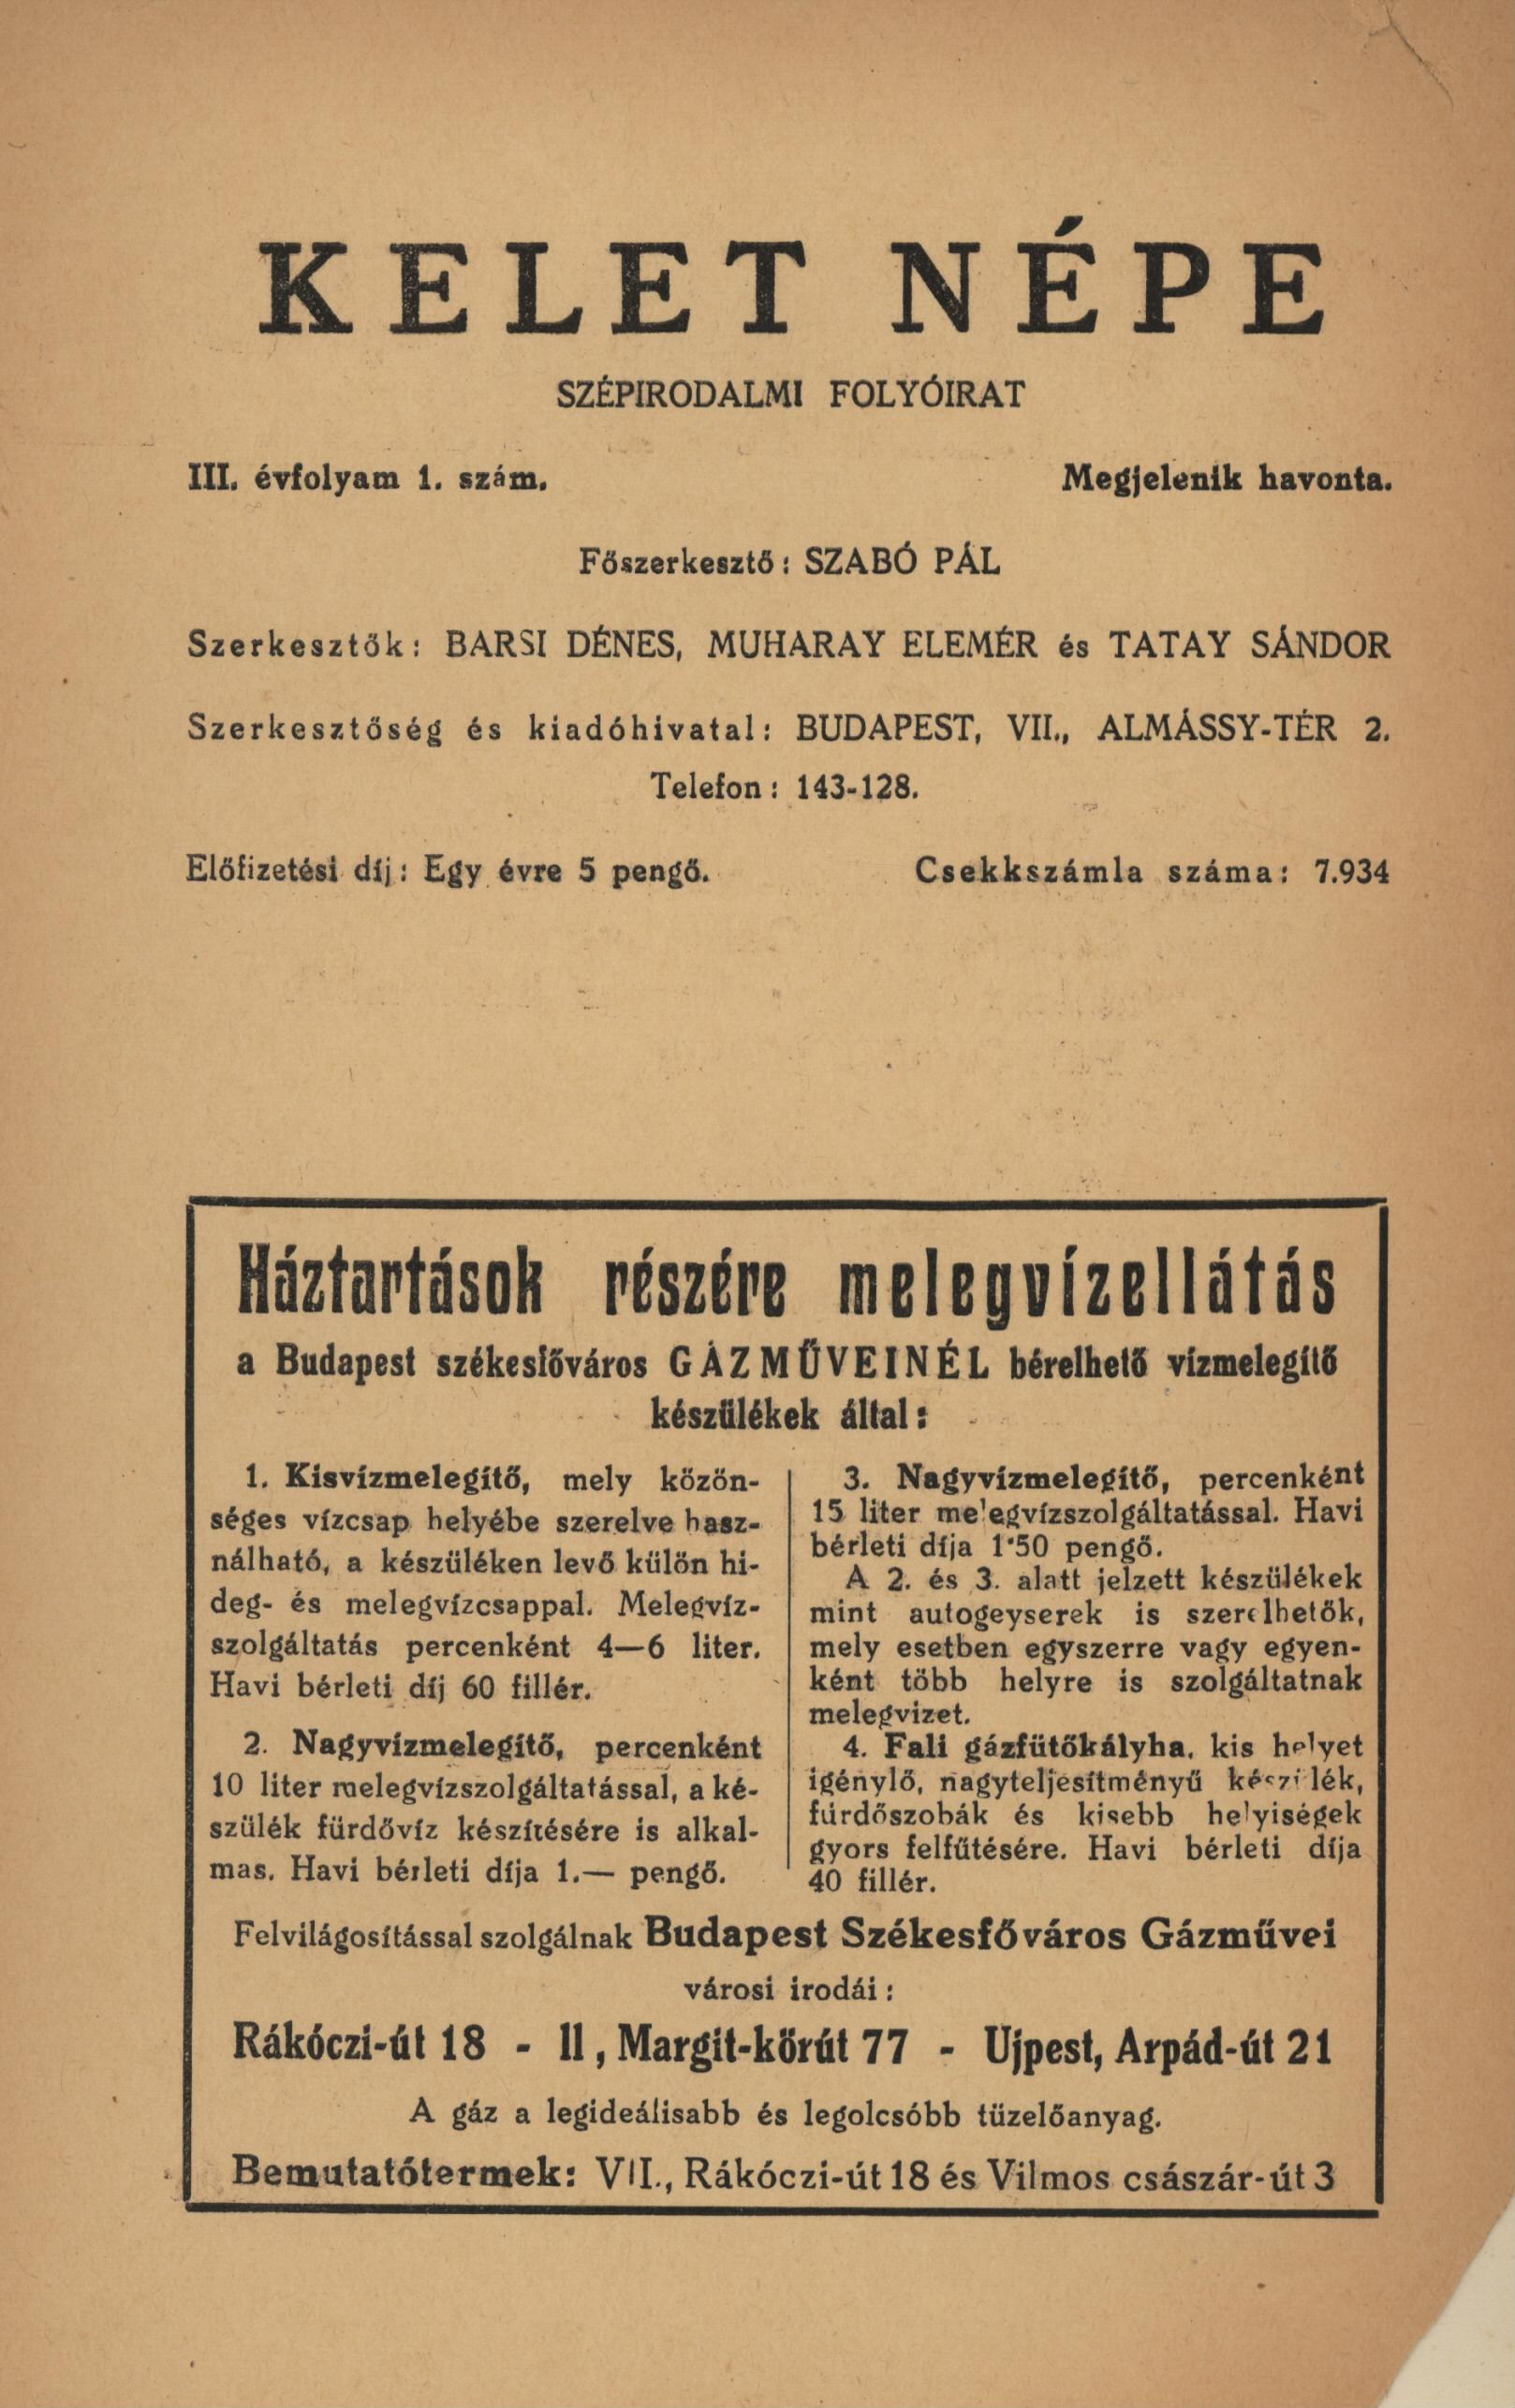 KELET NÉPE
SZÉPIRODALMI FOLYÓIRAT
III. évfolyam 1. szám.
Megjelenik havonta.
Főszerkesztő: SZABÓ PÁL
Szerkesztők: BARSI DÉNES, MUHARAY ELEMÉR és TATAY SÁNDOR
Szerkesztőség és kiadóhivatal: BUDAPEST, VII., ALMÁSSY-TÉR 2.
Telefon: 143-128.
Előfizetési díj: Egy évre 5 pengő.
Csekkszámla száma: 7.934
Háztartások részére melegvízellátás
a Budapest székesfőváros GÁZMŰVEINÉL bérelhető vízmelegítő
készülékek által:
1. Kisvízmelegítő, mely közön-
séges vízcsap helyébe szerelve hasz-
nálható, a készüléken levő külön hi-
deg- és melegvízcsappal. Melegvíz-
szolgáltatás percenként 4—6 liter.
Havi bérleti díj 60 fillér.
2. Nagyvízmelegítő, percenként
10 liter melegvízszolgáltatással, a ké-
szülék fürdővíz készítésére is alkal-
mas. Havi bérleti díja 1.— pengő.
3. Nagyvízmelegítő, percenként
15 liter melegvízszolgáltatással. Havi
bérleti díja 1·50 pengő.
A 2. és 3. alatt jelzett készülékek
mint autogeyserek is szerelhetők,
mely esetben egyszerre vagy egyen-
ként több helyre is szolgáltatnak
melegvizet.
4. Fali gázfütőkályha, kis helyet
igénylő, nagyteljesítményű készülék,
fürdőszobák és kisebb helyiségek
gyors felfűtésére. Havi bérleti díja
40 fillér.
Felvilágosítással szolgálnak Budapest Székesfőváros Gázművei
városi irodái:
Rákóczi-út 18 - II, Margit-körút 77 - Ujpest, Arpád-út 21
A gáz a legideálisabb és legolcsóbb tüzelőanyag.
Bemutatótermek: VII., Rákóczi-út 18 és Vilmos császár-út 3